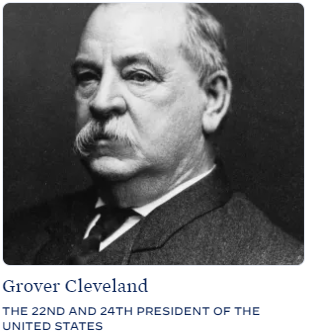 Grover Cleveland
THE 22ND AND 24TH PRESIDENT OF THE
UNITED STATES